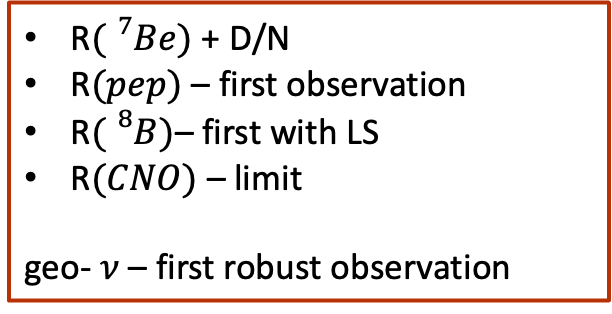 • R( ⁷Be) + D/N
• R(pep) – first observation
• R( ⁸B)– first with LS
• R(CNO) – limit
geo- ν – first robust observation